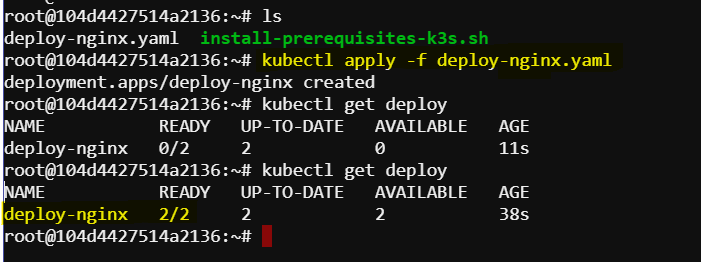 root@104d4427514a2136:~# ls
deploy-nginx.yaml  install-prerequisites-k3s.sh
root@104d4427514a2136:~# kubectl apply -f deploy-nginx.yaml
deployment.apps/deploy-nginx created
root@104d4427514a2136:~# kubectl get deploy
NAME           READY   UP-TO-DATE   AVAILABLE   AGE
deploy-nginx   0/2     2            0           11s
root@104d4427514a2136:~# kubectl get deploy
NAME           READY   UP-TO-DATE   AVAILABLE   AGE
deploy-nginx   2/2     2            2           38s
root@104d4427514a2136:~#